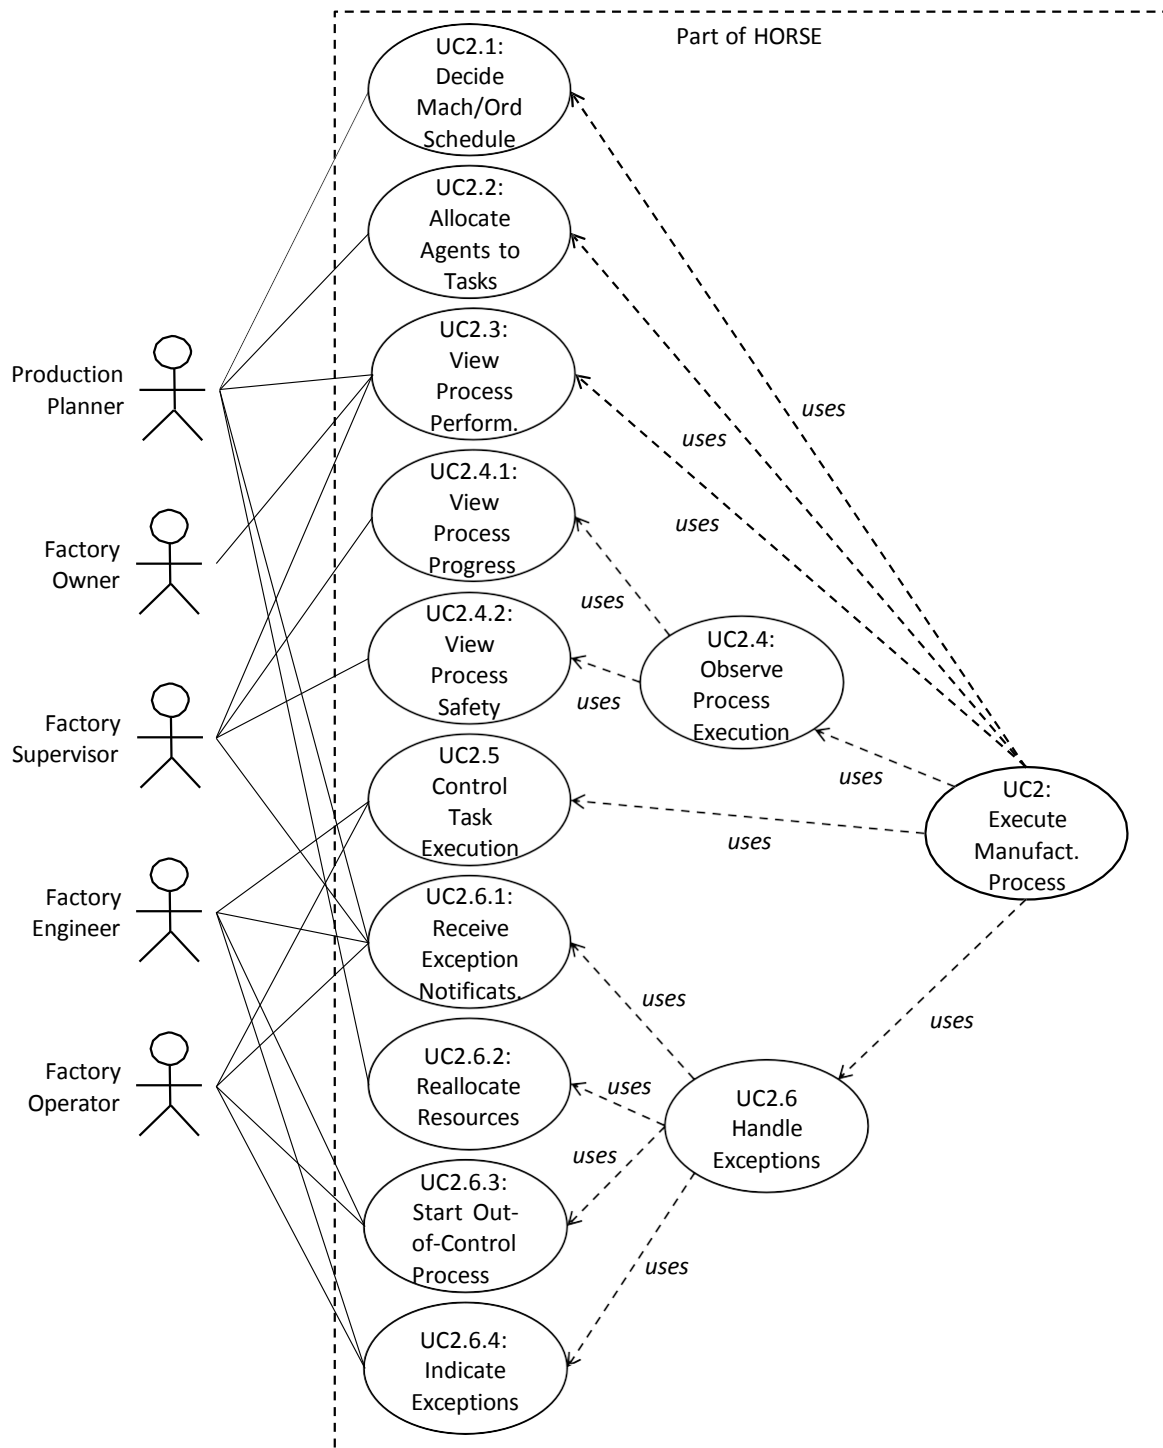 Part of HORSE
UC2.1:
Decide
Mach/Ord
Schedule
UC2.2:
Allocate
Agents to
Tasks
UC2.3:
View
Process
Perform.
Production
Planner
uses
uses
uses
UC2.4.1:
View
Process
Progress
Factory
Owner
uses
UC2.4.2:
View
Process
Safety
uses
UC2.4:
Observe
Process
Execution
Factory
Supervisor
uses
UC2.5
Control
Task
Execution
uses
UC2:
Execute
Manufact.
Process
Factory
Engineer
UC2.6.1:
Receive
Exception
Notificats.
uses
uses
Factory
Operator
UC2.6.2:
Reallocate
Resources
uses
UC2.6
Handle
Exceptions
uses
UC2.6.3:
Start Out-
of-Control
Process
uses
UC2.6.4:
Indicate
Exceptions